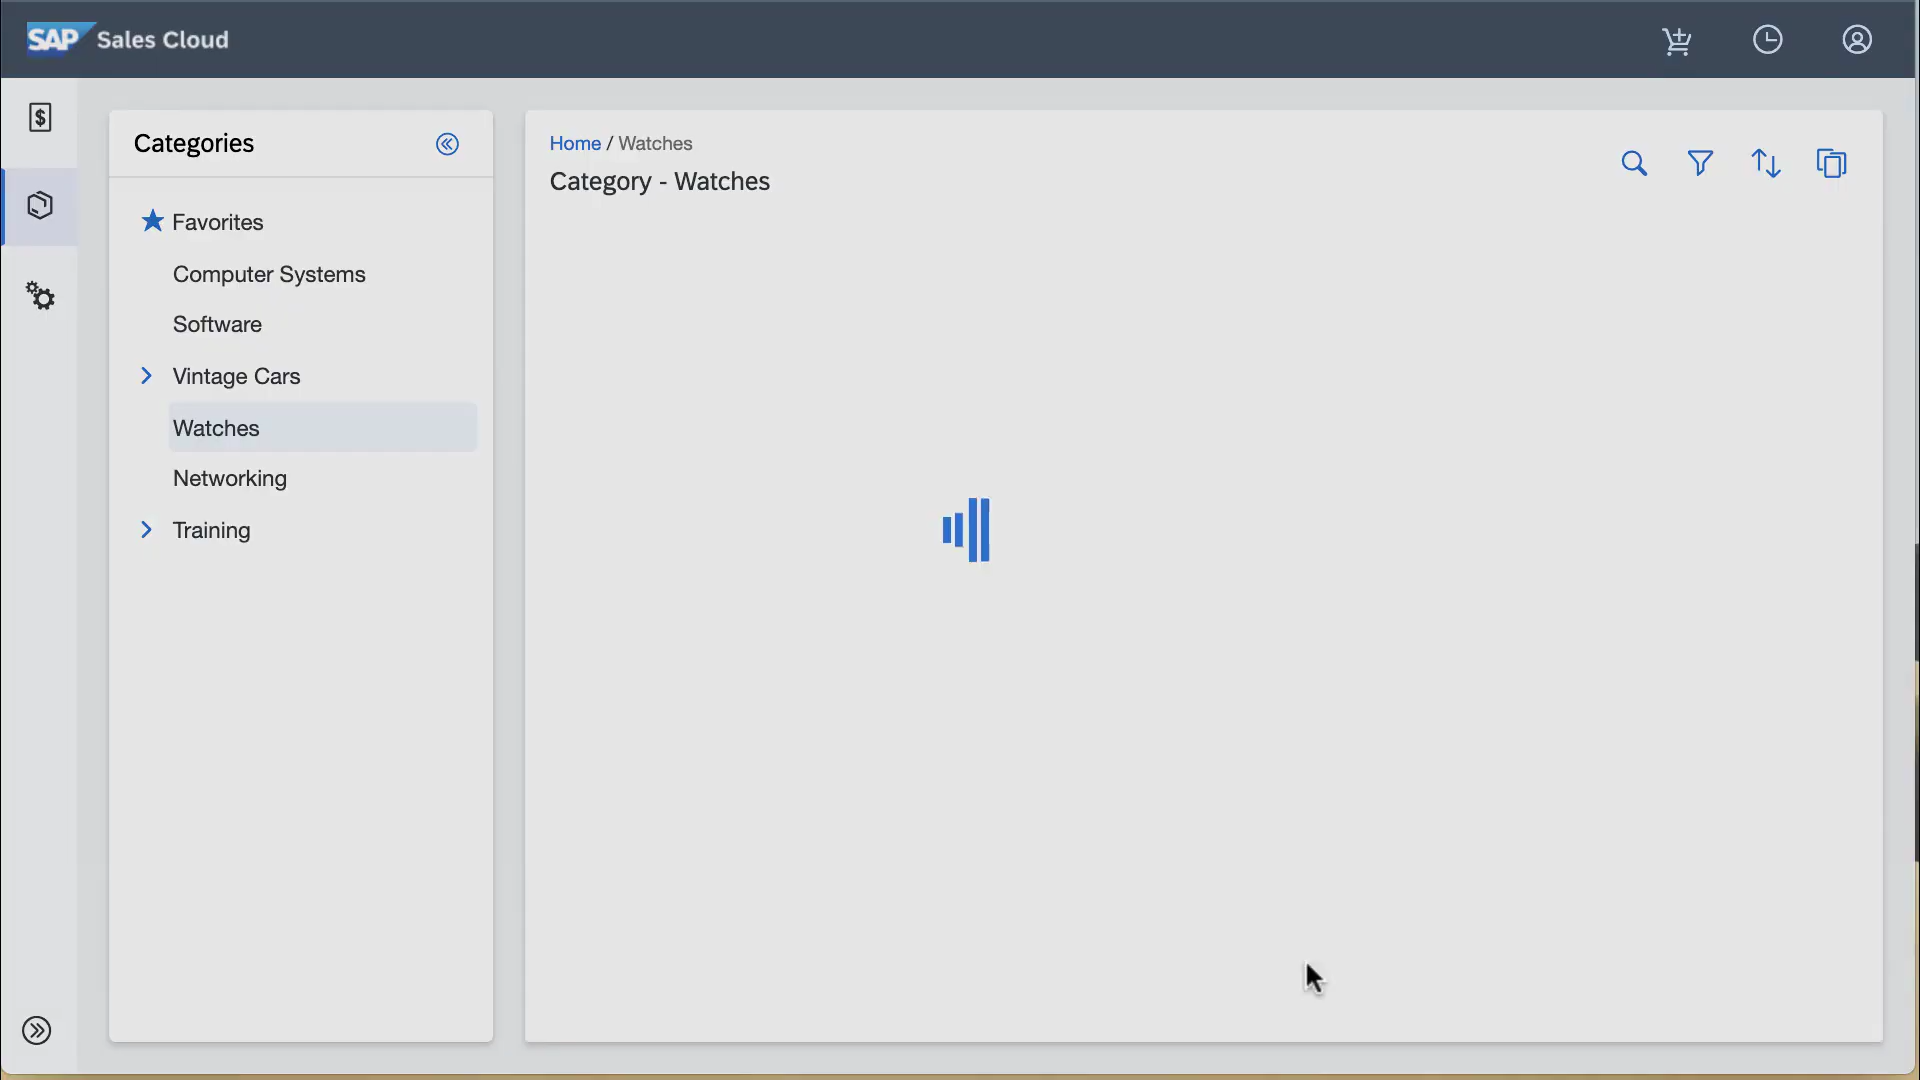 SAP Sales Cloud
Categories
Favorites
Computer Systems
Software
Vintage Cars
Watches
Networking
Training
Home / Watches
Category - Watches